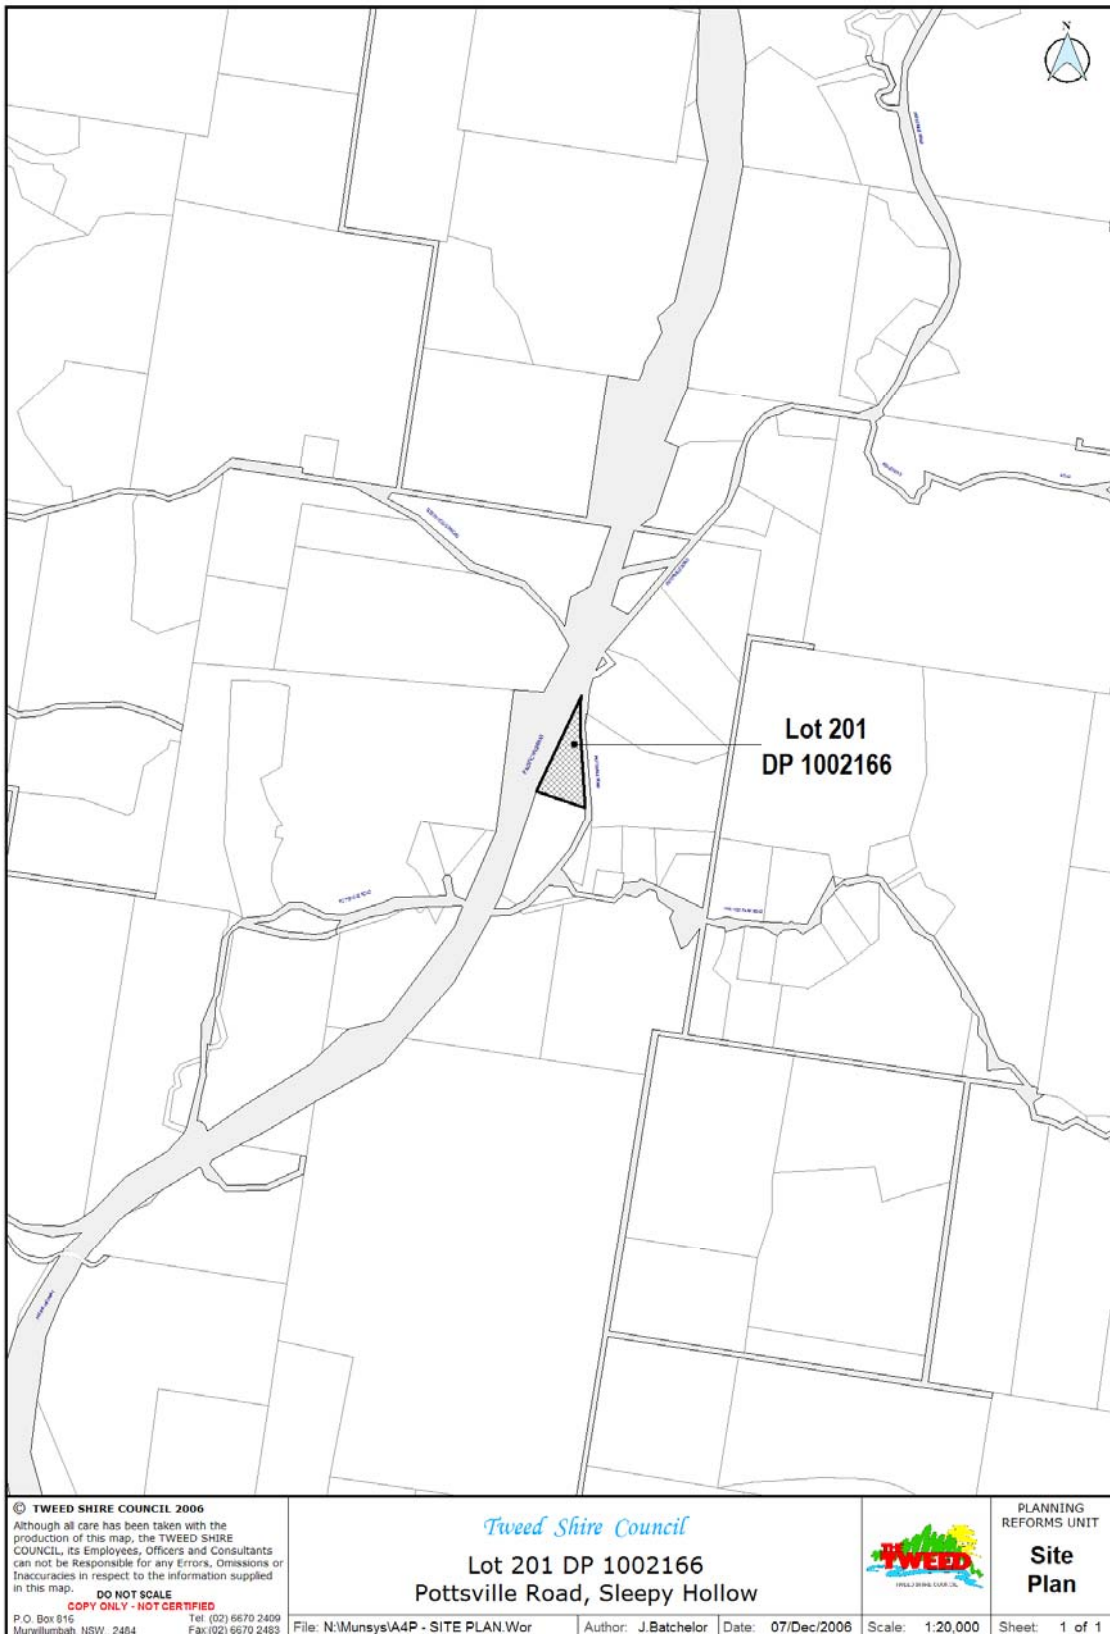 N
Lot 201
DP 1002166
© TWEED SHIRE COUNCIL 2006
Although all care has been taken with the
production of this map, the TWEED SHIRE
COUNCIL, its Employees, Officers and Consultants
can not be Responsible for any Errors, Omissions or
Inaccuracies in respect to the information supplied
in this map.
DO NOT SCALE
COPY ONLY - NOT CERTIFIED
P.O. Box 816
Murwillumbah NSW. 2484
Tel: (02) 6670 2409
Fax:(02) 6670 2483
Tweed Shire Council
Lot 201 DP 1002166
Pottsville Road, Sleepy Hollow
File: N:\Munsys\A4P - SITE PLAN.Wor
Author: J.Batchelor
Date: 07/Dec/2006
TWEED
TWEED SHIRE COUNCIL
Scale: 1:20,000
PLANNING
REFORMS UNIT
Site
Plan
Sheet: 1 of 1